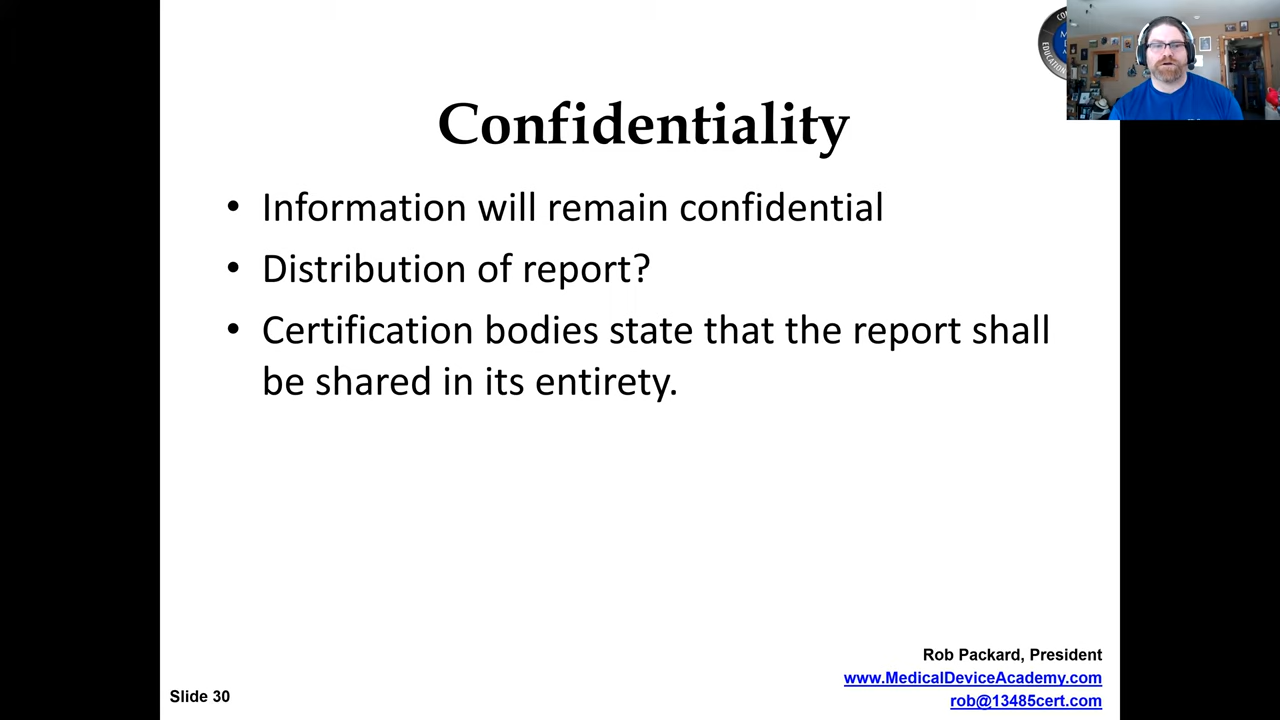 Confidentiality
• Information will remain confidential
• Distribution of report?
• Certification bodies state that the report shall
be shared in its entirety.
Rob Packard, President
www.MedicalDeviceAcademy.com
rob@13485cert.com
Slide 30